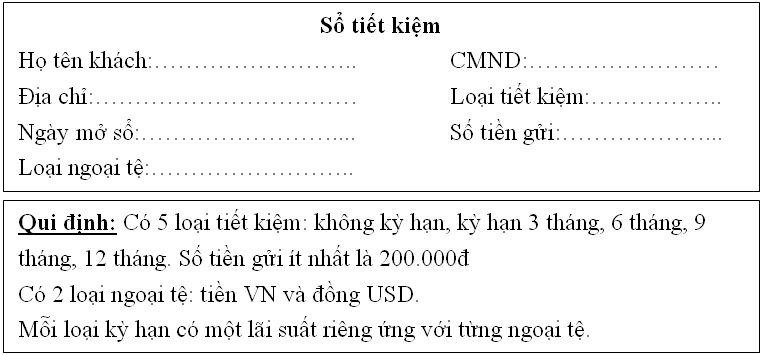 Sổ tiết kiệm
Họ tên khách:…………………….. CMND:……………………
Địa chỉ:…………………………… Loại tiết kiệm:……………..
Ngày mở sổ:…………………….... Số tiền gửi:………………...
Loại ngoại tệ:……………………..
Qui định: Có 5 loại tiết kiệm: không kỳ hạn, kỳ hạn 3 tháng, 6 tháng, 9
tháng, 12 tháng. Số tiền gửi ít nhất là 200.000đ
Có 2 loại ngoại tệ: tiền VN và đồng USD.
Mỗi loại kỳ hạn có một lãi suất riêng ứng với từng ngoại tệ.